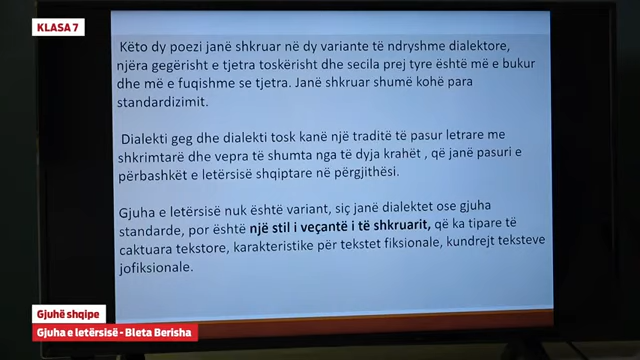 KLASA 7
Këto dy poezi janë shkruar në dy variante të ndryshme dialektore,
njëra gegërisht e tjetra toskërisht dhe secila prej tyre është më e bukur
dhe më e fuqishme se tjetra. Janë shkruar shumë kohë para
standardizimit.
Dialekti geg dhe dialekti tosk kanë një traditë të pasur letrare me
shkrimtarë dhe vepra të shumta nga të dyja krahët , që janë pasuri e
përbashkët e letërsisë shqiptare në përgjithësi.
Gjuha e letërsisë nuk është variant, siç janë dialektet ose gjuha
standarde, por është një stil i veçantë i të shkruarit, që ka tipare të
caktuara tekstore, karakteristike për tekstet fiksionale, kundrejt teksteve
jofiksionale.
Gjuhë shqipe
Gjuha e letërsisë - Bleta Berisha